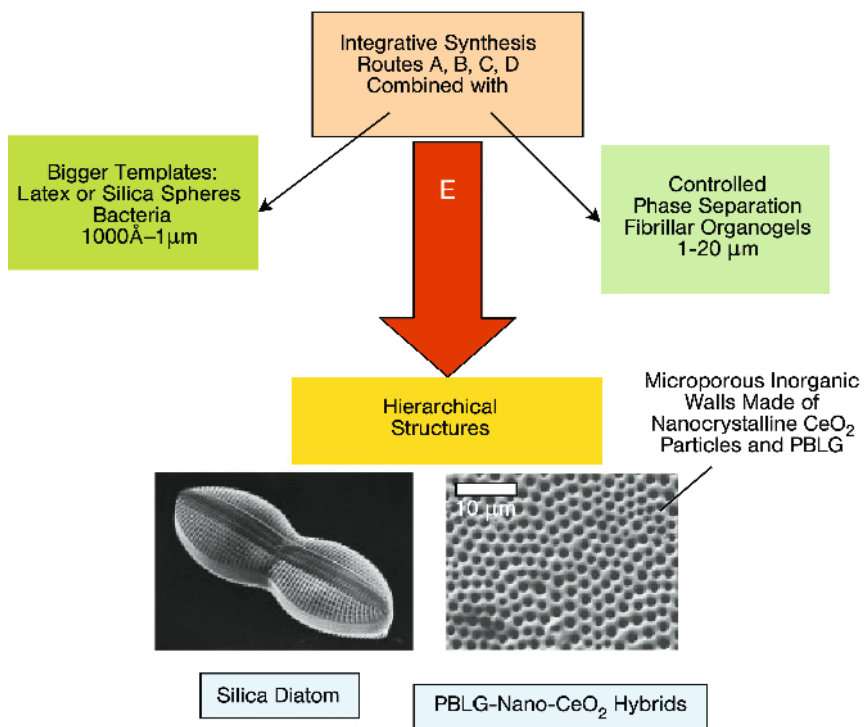 Integrative Synthesis
Routes A, B, C, D
Combined with
Bigger Templates:
Latex or Silica Spheres
Bacteria
1000Å–1μm
E
Controlled
Phase Separation
Fibrillar Organogels
1-20 μm
Hierarchical
Structures
Microporous Inorganic
Walls Made of
Nanocrystalline CeO₂
Particles and PBLG
10 μm
Silica Diatom
PBLG-Nano-CeO₂ Hybrids